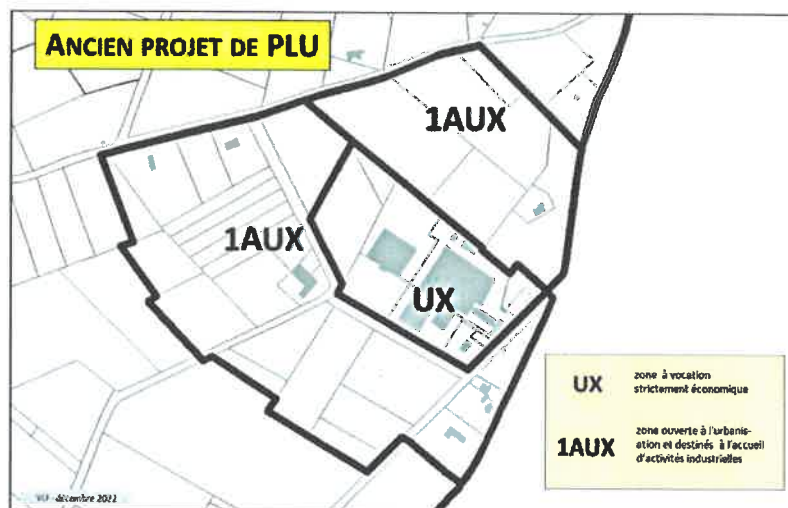 ANCIEN PROJET DE PLU
1AUX
1AUX
UX
UX
zone à vocation
strictement économique
1AUX
zone ouverte à l'urbanis-
ation et destinés à l'accueil
d'activités industrielles
décembre 2022